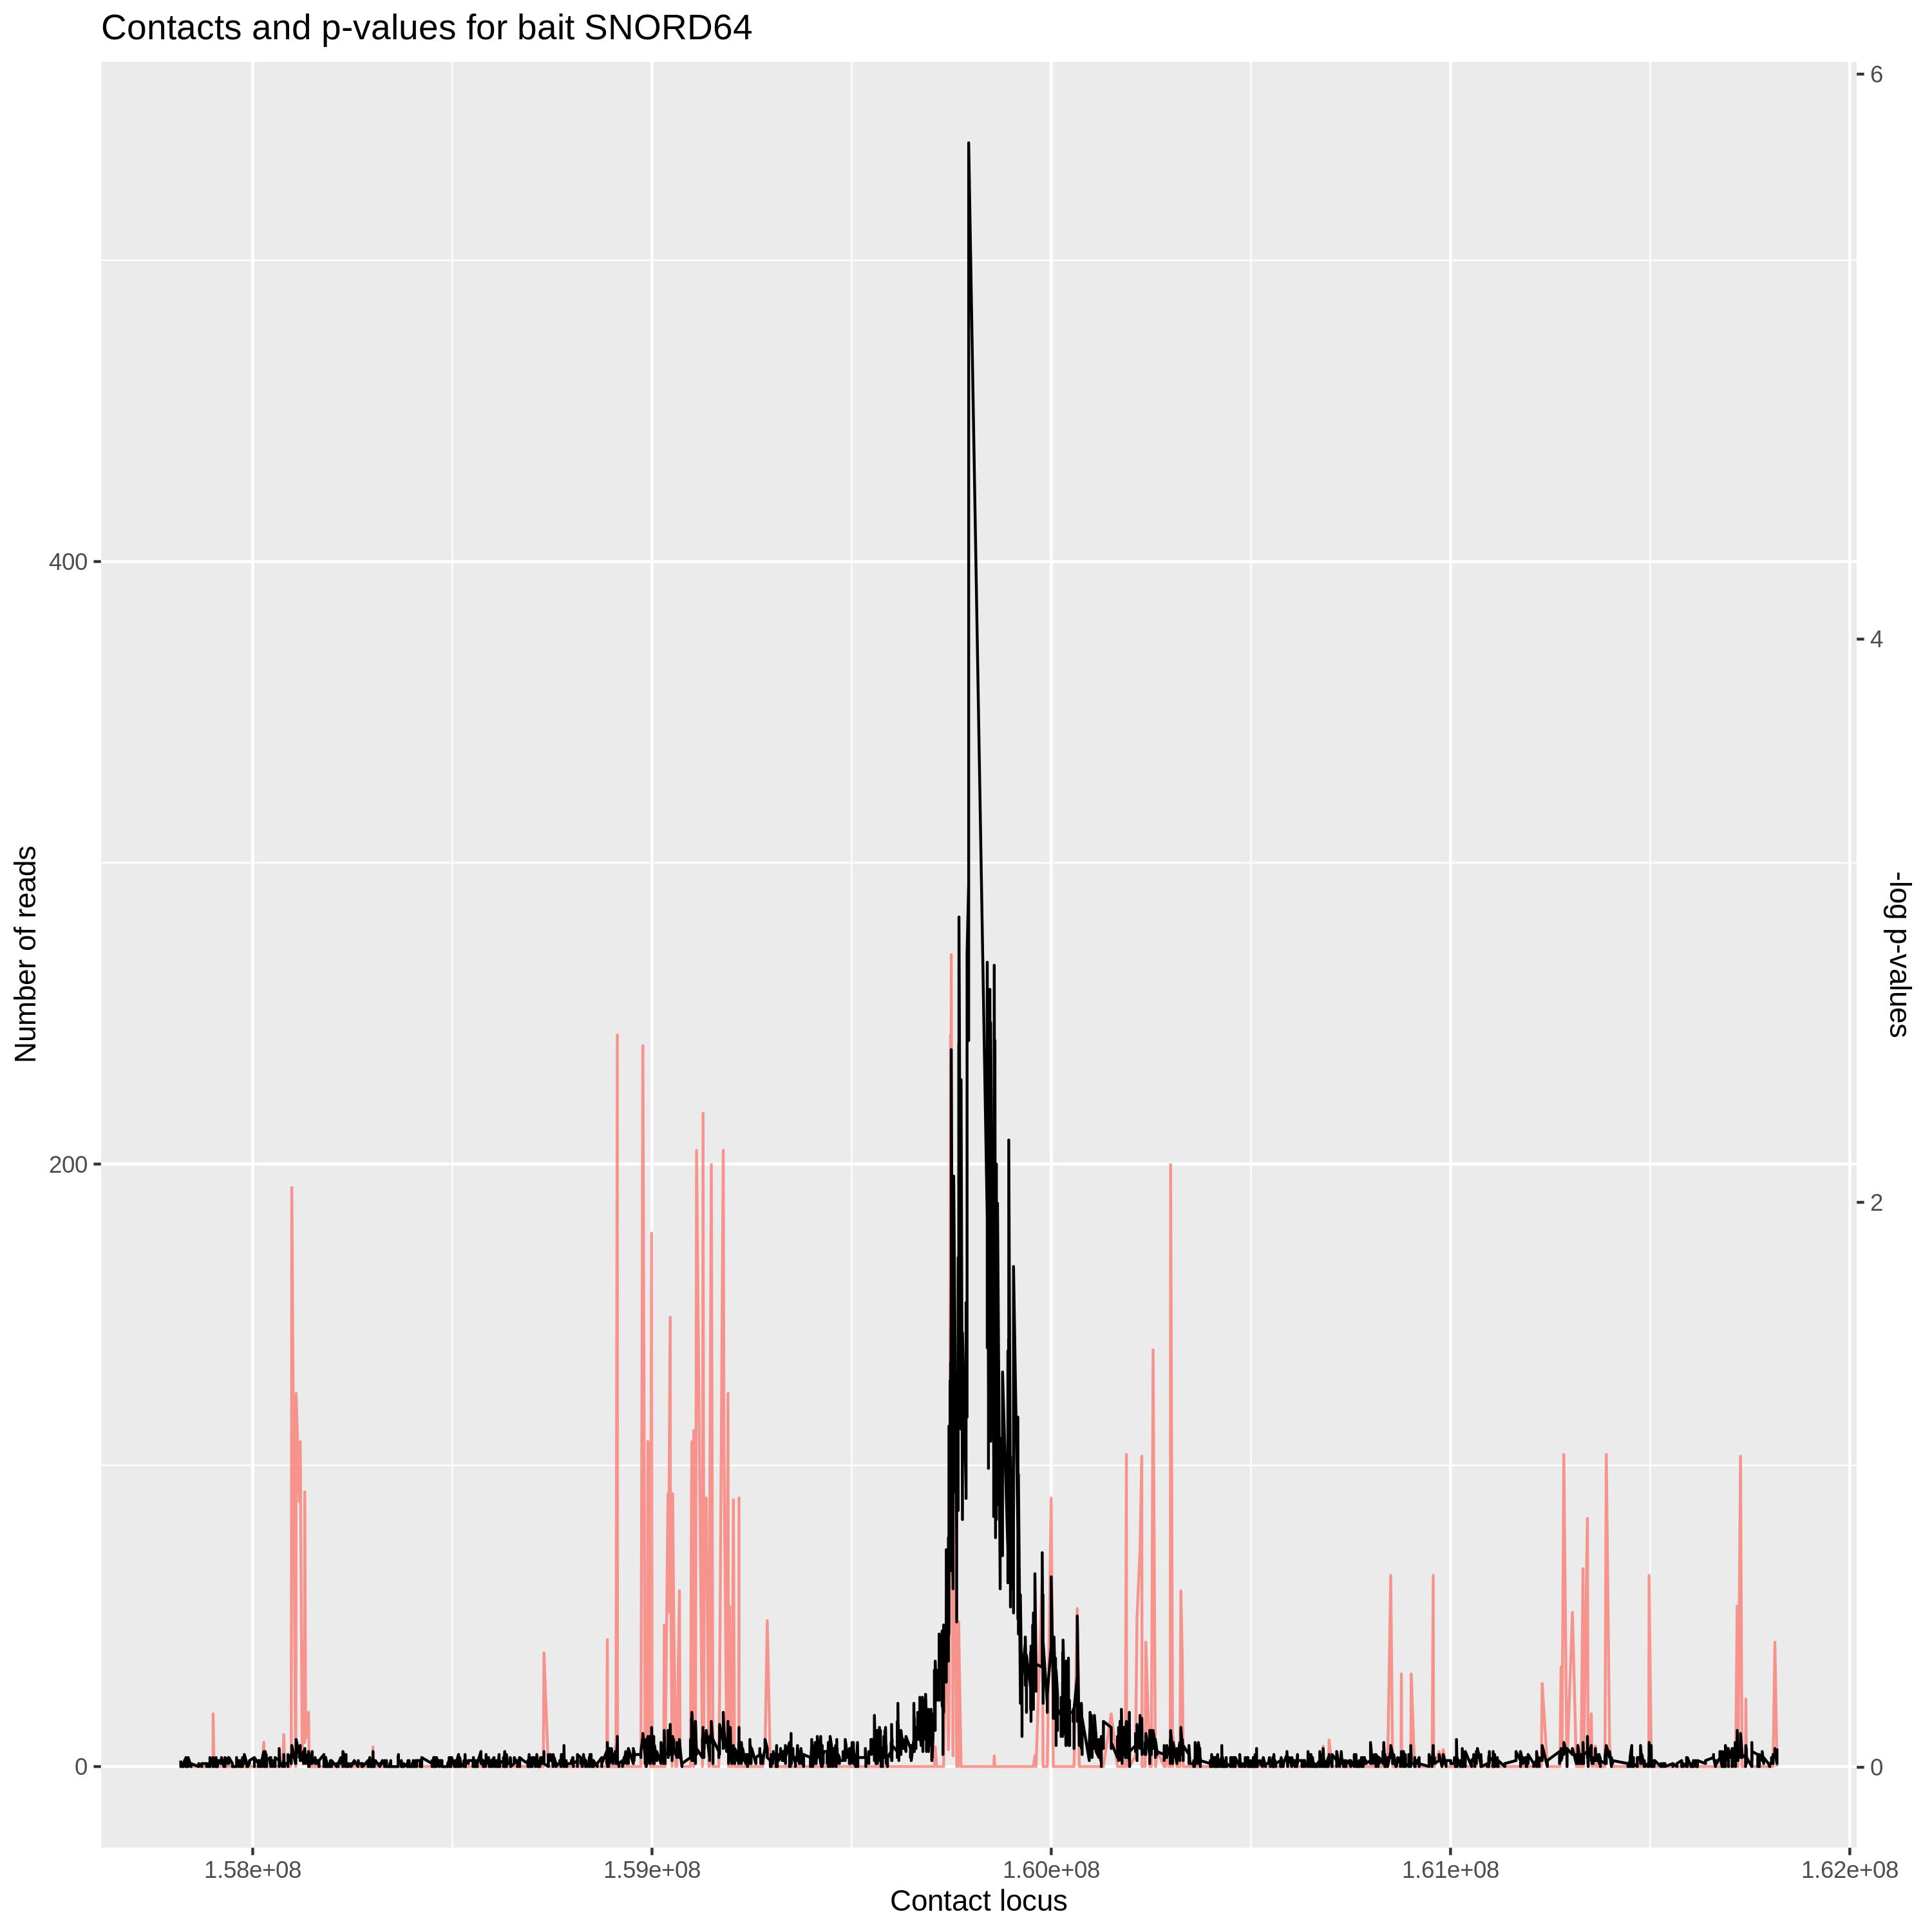 Contacts and p-values for bait SNORD64
6
400
4
Number of reads
-log p-values
200
2
0
0
1.58e+08 1.59e+08 1.60e+08 1.61e+08 1.62e+08
Contact locus